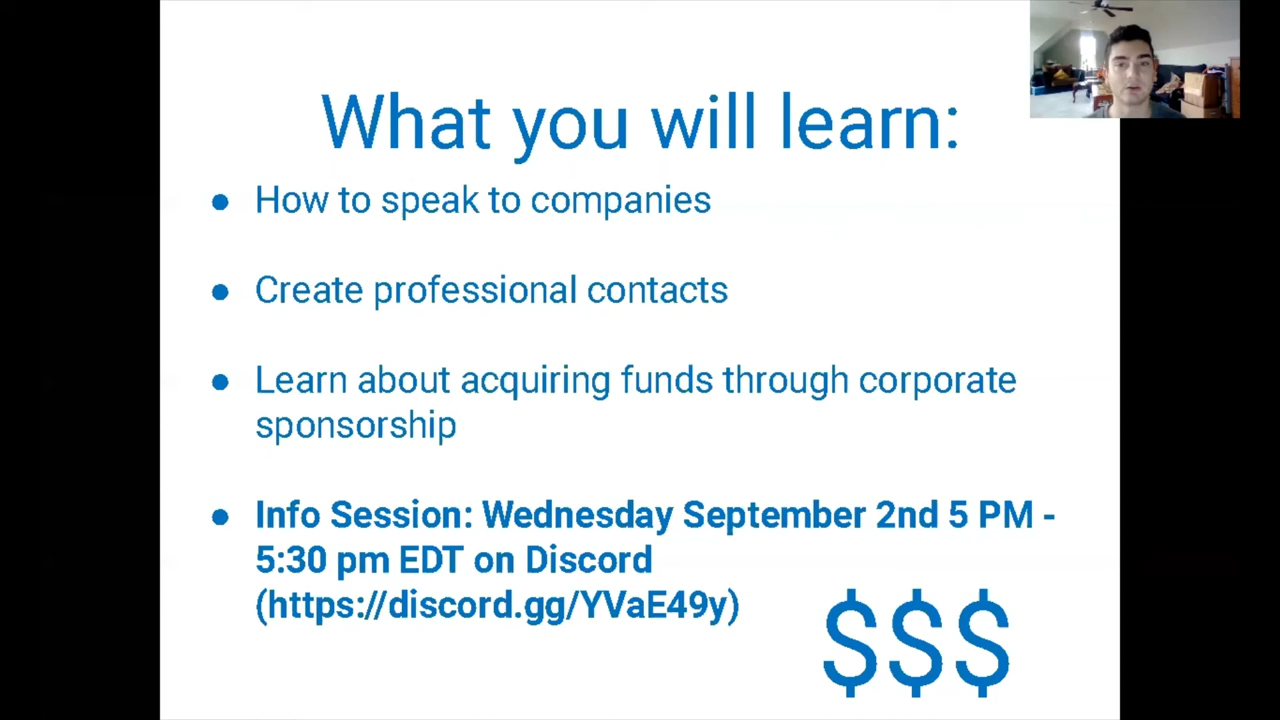 What you will learn:
● How to speak to companies
● Create professional contacts
● Learn about acquiring funds through corporate
sponsorship
● Info Session: Wednesday September 2nd 5 PM -
5:30 pm EDT on Discord
(https://discord.gg/YVaE49y)
$$$